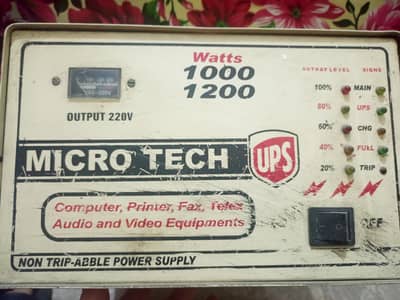 Watts
1000
1200
OUTPUT 220V
MICRO TECH
UPS
Computer, Printer, Fax, Telex
Audio and Video Equipments
NON TRIP-ABBLE POWER SUPPLY
LEVEL SIGNS
100% MAIN
80% UPS
60% CHG
40% FULL
20% TRIP
OFF